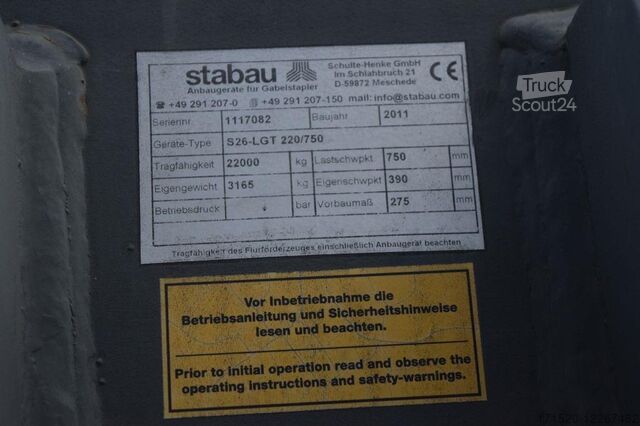 stabau
Anbaugeräte für Gabelstapler
Schulte-Henke GmbH
Im Schlahbruch 21
D-59872 Meschede
CE
☎ +49 291 207-0 +49 291 207-150 mail: info@stabau.com
Seriennr. 1117082 Baujahr 2011
Geräte-Type S26-LGT 220/750
Tragfähigkeit 22000 kg Lastschwpkt 750 mm
Eigengewicht 3165 kg Eigenschwpkt 390 mm
Betriebsdruck bar Vorbaumaß 275 mm
Tragfähigkeit des Flurförderzeuges einschließlich Anbaugerät beachten
Vor Inbetriebnahme die
Betriebsanleitung und Sicherheitshinweise
lesen und beachten.
Prior to initial operation read and observe the
operating instructions and safety-warnings.
Truck
Scout24